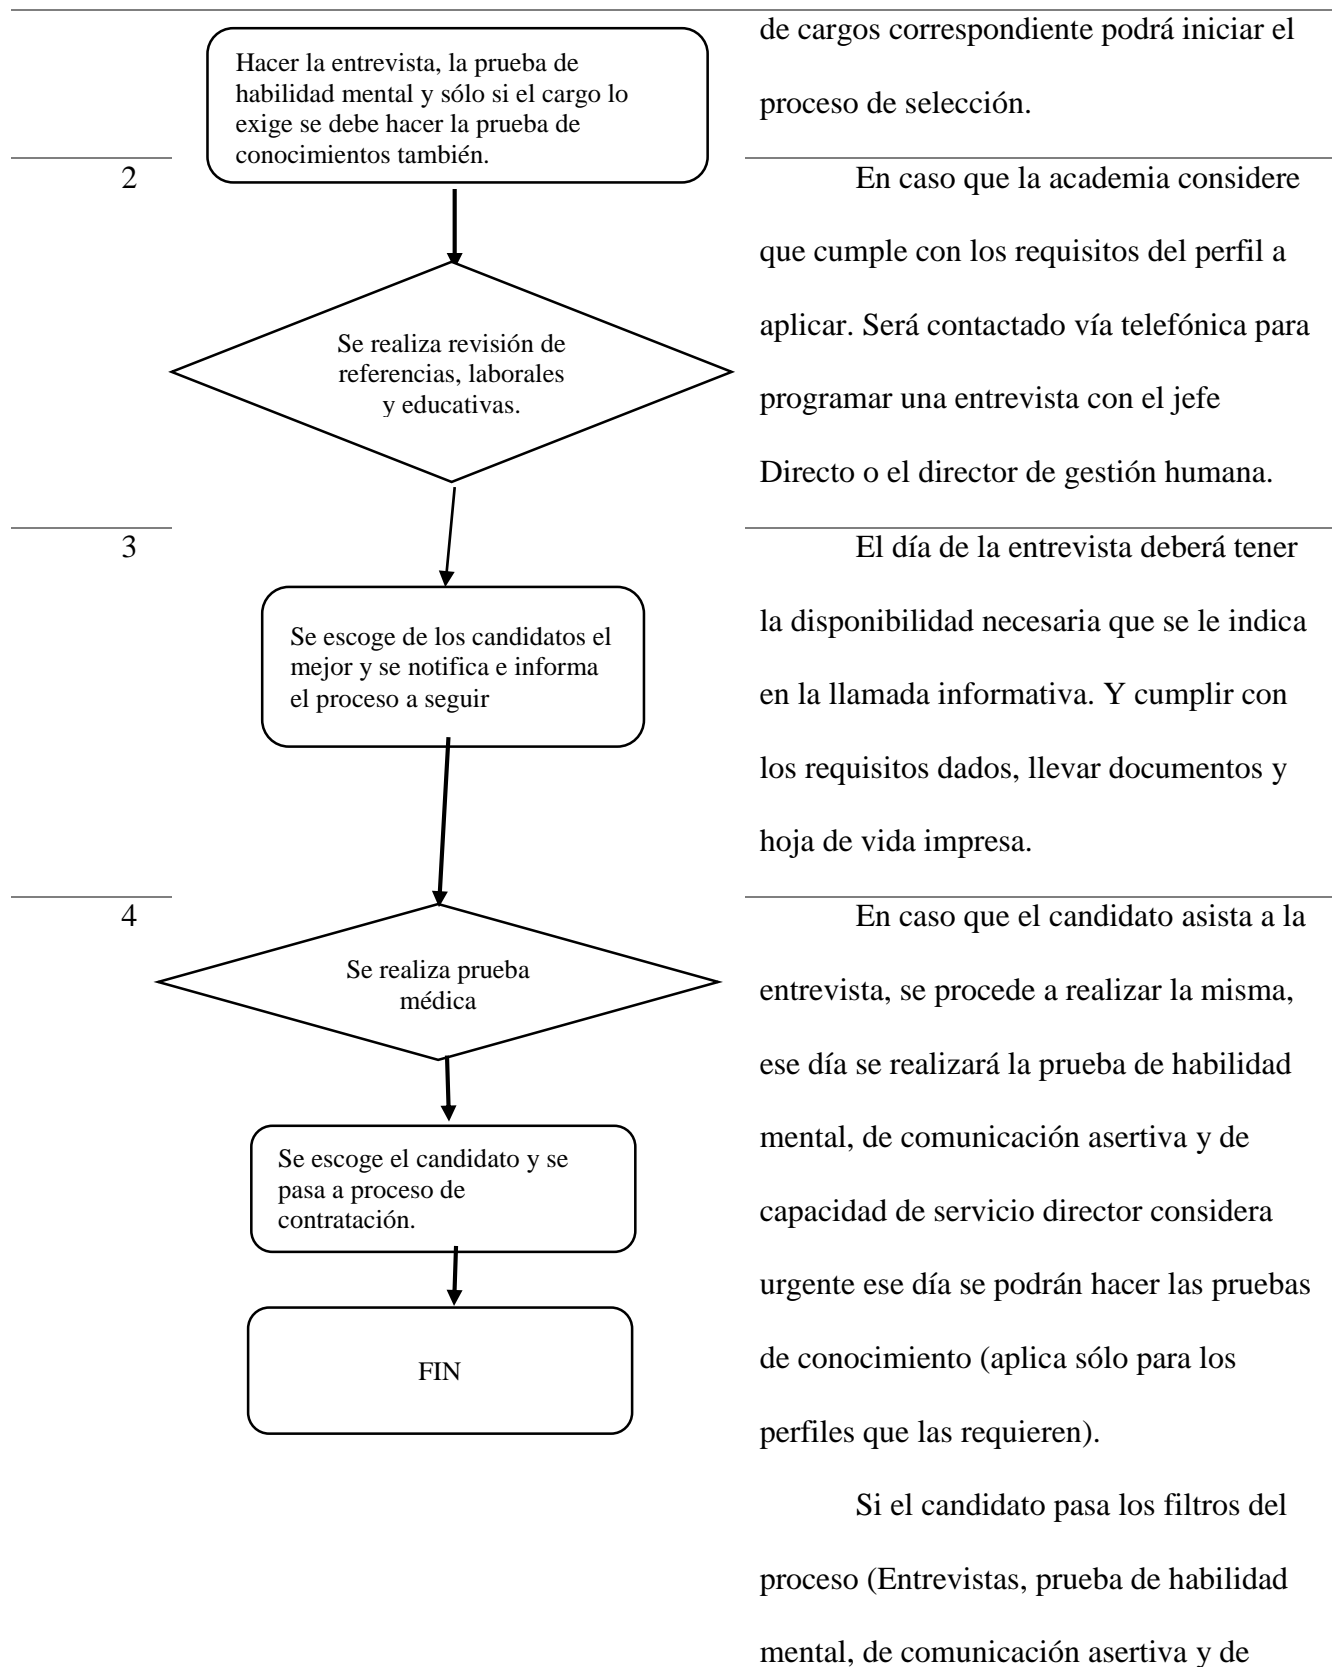 de cargos correspondiente podrá iniciar el
proceso de selección.
Hacer la entrevista, la prueba de
habilidad mental y sólo si el cargo lo
exige se debe hacer la prueba de
conocimientos también.
2
En caso que la academia considere
que cumple con los requisitos del perfil a
aplicar. Será contactado vía telefónica para
programar una entrevista con el jefe
Directo o el director de gestión humana.
Se realiza revisión de
referencias, laborales
y educativas.
3
El día de la entrevista deberá tener
la disponibilidad necesaria que se le indica
en la llamada informativa. Y cumplir con
los requisitos dados, llevar documentos y
hoja de vida impresa.
Se escoge de los candidatos el
mejor y se notifica e informa
el proceso a seguir
4
En caso que el candidato asista a la
entrevista, se procede a realizar la misma,
ese día se realizará la prueba de habilidad
mental, de comunicación asertiva y de
capacidad de servicio director considera
urgente ese día se podrán hacer las pruebas
de conocimiento (aplica sólo para los
perfiles que las requieren).
Si el candidato pasa los filtros del
proceso (Entrevistas, prueba de habilidad
mental, de comunicación asertiva y de
Se realiza prueba
médica
Se escoge el candidato y se
pasa a proceso de
contratación.
FIN